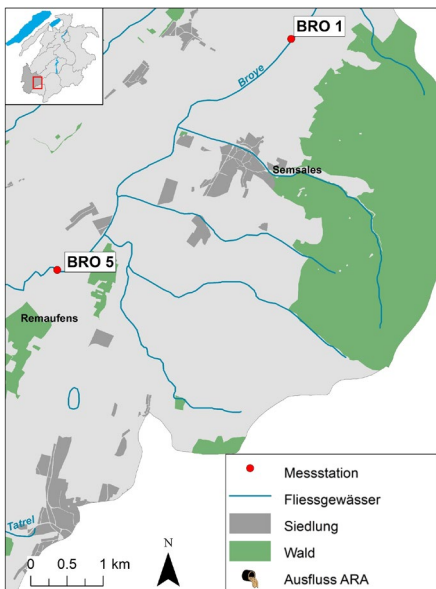 BRO 1
Broye
Semsales
BRO 5
Remaufens
Tatrel
N
0 0.5 1 km
Messstation
Fliessgewässer
Siedlung
Wald
Ausfluss ARA